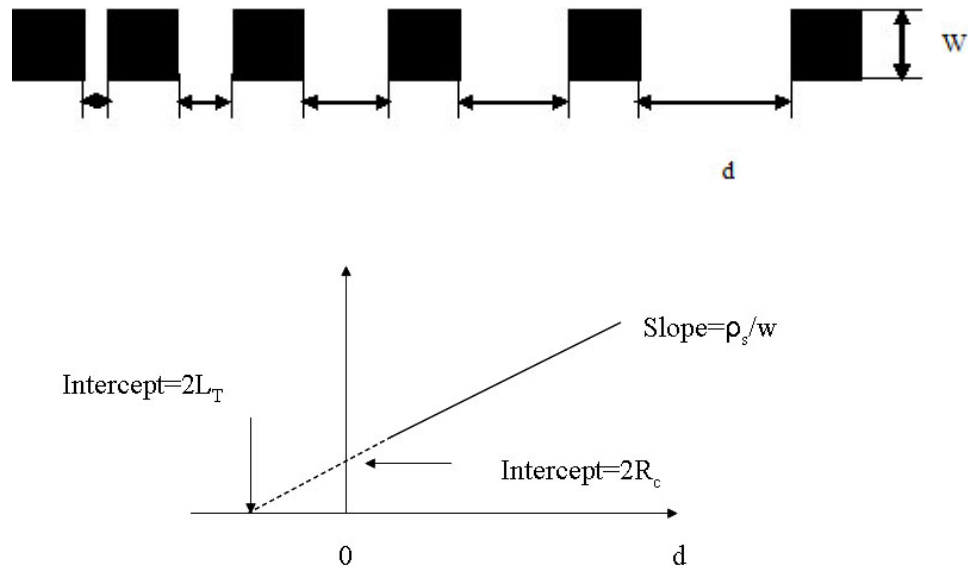 W
d
Slope=ρs/w
Intercept=2LT
Intercept=2Rc
0
d